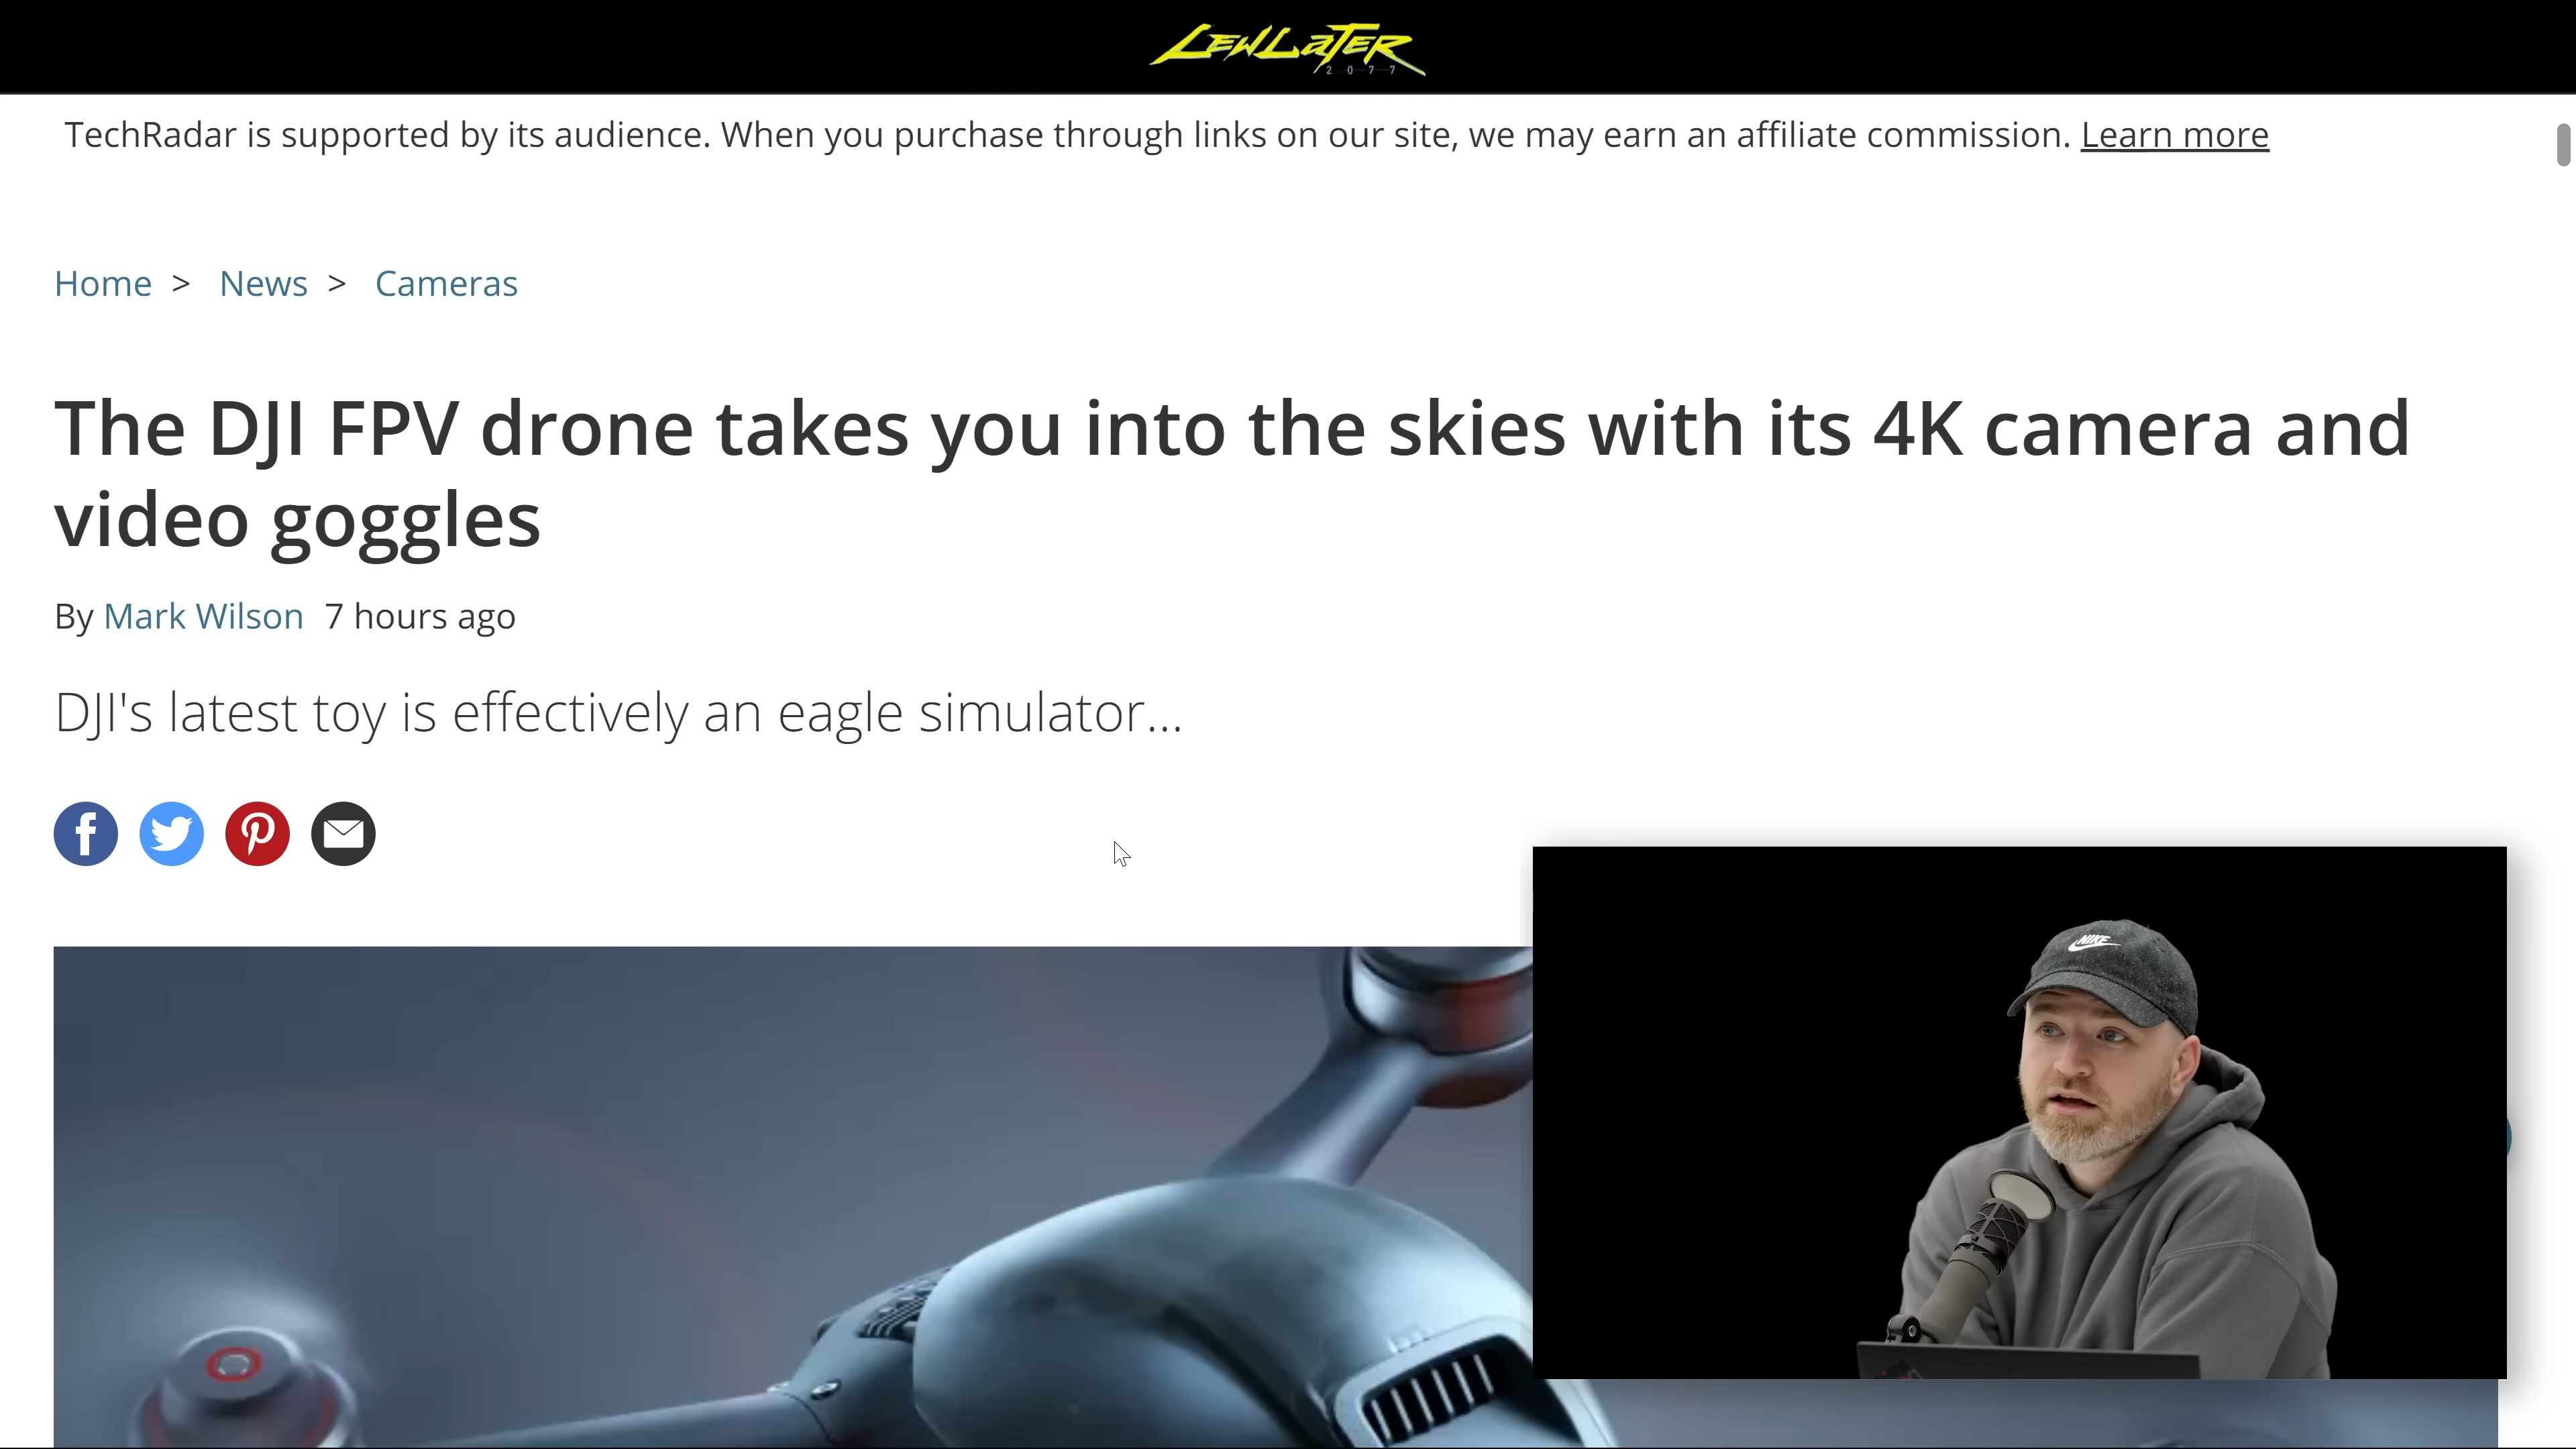 LEWLATER
2077
TechRadar is supported by its audience. When you purchase through links on our site, we may earn an affiliate commission. Learn more
Home > News > Cameras
The DJI FPV drone takes you into the skies with its 4K camera and
video goggles
By Mark Wilson 7 hours ago
DJI's latest toy is effectively an eagle simulator...
NIKE